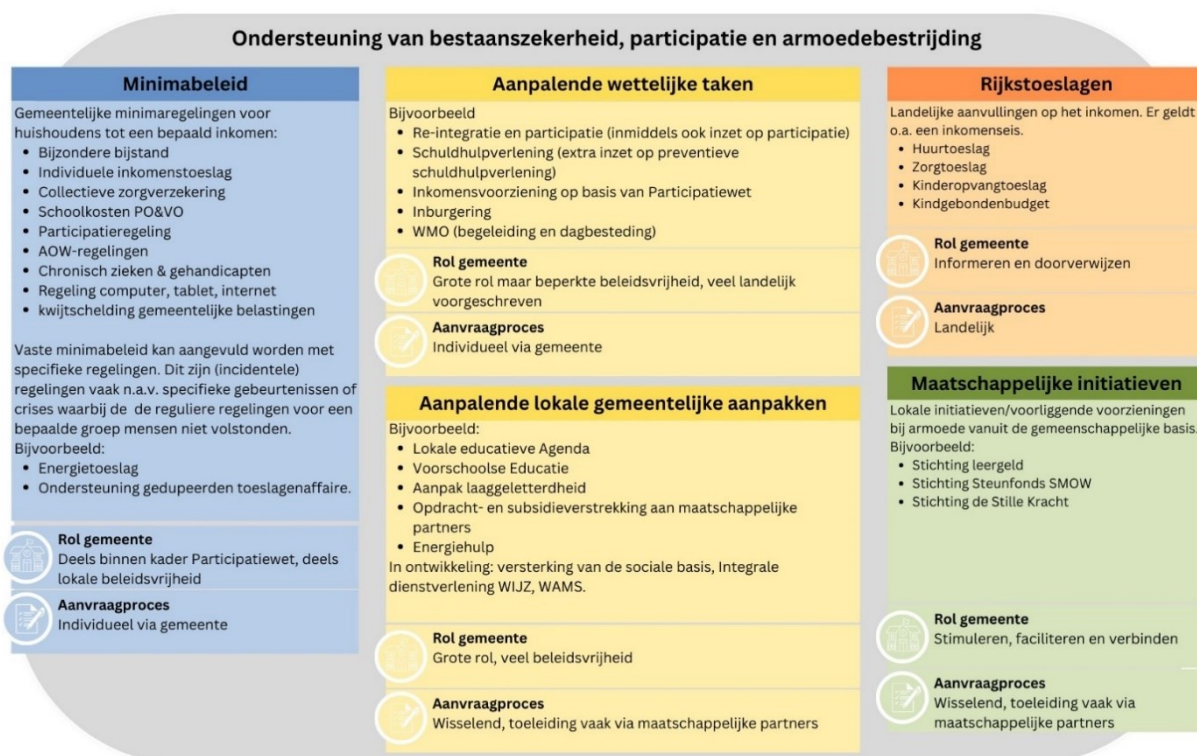 Ondersteuning van bestaanszekerheid, participatie en armoedebestrijding
Minimabeleid
Gemeentelijke minimaregelingen voor
huishoudens tot een bepaald inkomen:
• Bijzondere bijstand
• Individuele inkomenstoeslag
• Collectieve zorgverzekering
• Schoolkosten PO&VO
• Participatieregeling
• AOW-regelingen
• Chronisch zieken & gehandicapten
• Regeling computer, tablet, internet
• kwijtschelding gemeentelijke belastingen
Vaste minimabeleid kan aangevuld worden met
specifieke regelingen. Dit zijn (incidentele)
regelingen vaak n.a.v. specifieke gebeurtenissen of
crises waarbij de  de reguliere regelingen voor een
bepaalde groep mensen niet volstonden.
Bijvoorbeeld:
• Energietoeslag
• Ondersteuning gedupeerden toeslagenaffaire.
Rol gemeente
Deels binnen kader Participatiewet, deels
lokale beleidsvrijheid
Aanvraagproces
Individueel via gemeente
Aanpalende wettelijke taken
Bijvoorbeeld
• Re-integratie en participatie (inmiddels ook inzet op participatie)
• Schuldhulpverlening (extra inzet op preventieve
schuldhulpverlening)
• Inkomensvoorziening op basis van Participatiewet
• Inburgering
• WMO (begeleiding en dagbesteding)
Rol gemeente
Grote rol maar beperkte beleidsvrijheid, veel landelijk
voorgeschreven
Aanvraagproces
Individueel via gemeente
Aanpalende lokale gemeentelijke aanpakken
Bijvoorbeeld:
• Lokale educatieve Agenda
• Voorschoolse Educatie
• Aanpak laaggeletterdheid
• Opdracht- en subsidieverstrekking aan maatschappelijke
partners
• Energiehulp
In ontwikkeling: versterking van de sociale basis, Integrale
dienstverlening WIJZ, WAMS.
Rol gemeente
Grote rol, veel beleidsvrijheid
Aanvraagproces
Wisselend, toeleiding vaak via maatschappelijke partners
Rijkstoeslagen
Landelijke aanvullingen op het inkomen. Er geldt
o.a. een inkomenseis.
• Huurtoeslag
• Zorgtoeslag
• Kinderopvangtoeslag
• Kindgebondenbudget
Rol gemeente
Informeren en doorverwijzen
Aanvraagproces
Landelijk
Maatschappelijke initiatieven
Lokale initiatieven/voorliggende voorzieningen
bij armoede vanuit de gemeenschappelijke basis.
Bijvoorbeeld:
• Stichting leergeld
• Stichting Steunfonds SMOW
• Stichting de Stille Kracht
Rol gemeente
Stimuleren, faciliteren en verbinden
Aanvraagproces
Wisselend, toeleiding vaak via
maatschappelijke partners